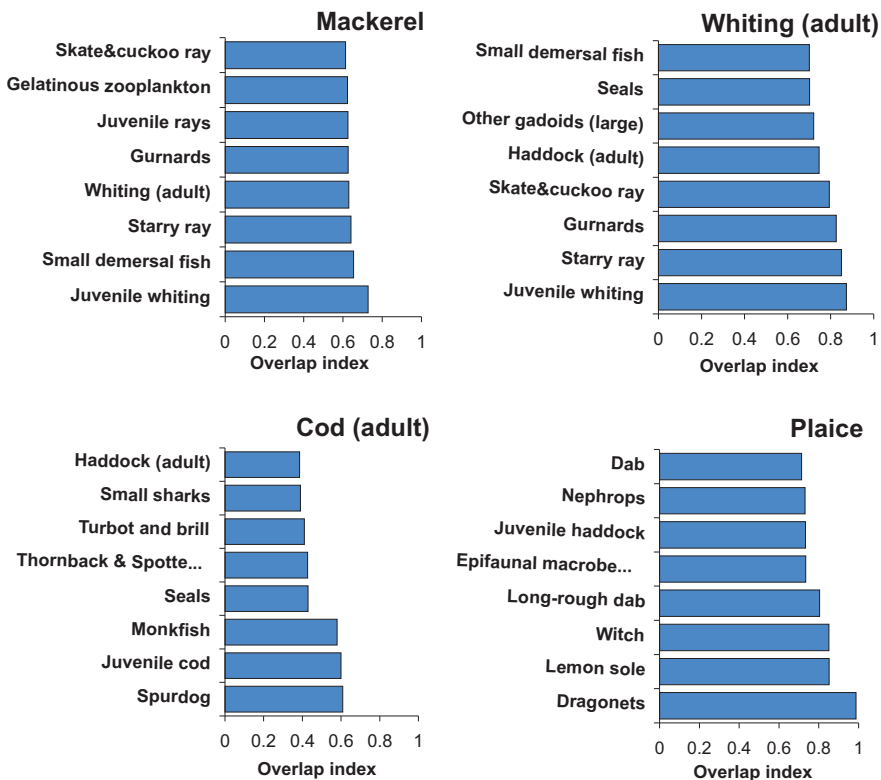 Mackerel
Skate&cuckoo ray
Gelatinous zooplankton
Juvenile rays
Gurnards
Whiting (adult)
Starry ray
Small demersal fish
Juvenile whiting
0 0.2 0.4 0.6 0.8 1
Overlap index
Whiting (adult)
Small demersal fish
Seals
Other gadoids (large)
Haddock (adult)
Skate&cuckoo ray
Gurnards
Starry ray
Juvenile whiting
0 0.2 0.4 0.6 0.8 1
Overlap index
Cod (adult)
Haddock (adult)
Small sharks
Turbot and brill
Thornback & Spotte...
Seals
Monkfish
Juvenile cod
Spurdog
0 0.2 0.4 0.6 0.8 1
Overlap index
Plaice
Dab
Nephrops
Juvenile haddock
Epifaunal macrobe...
Long-rough dab
Witch
Lemon sole
Dragonets
0 0.2 0.4 0.6 0.8 1
Overlap index